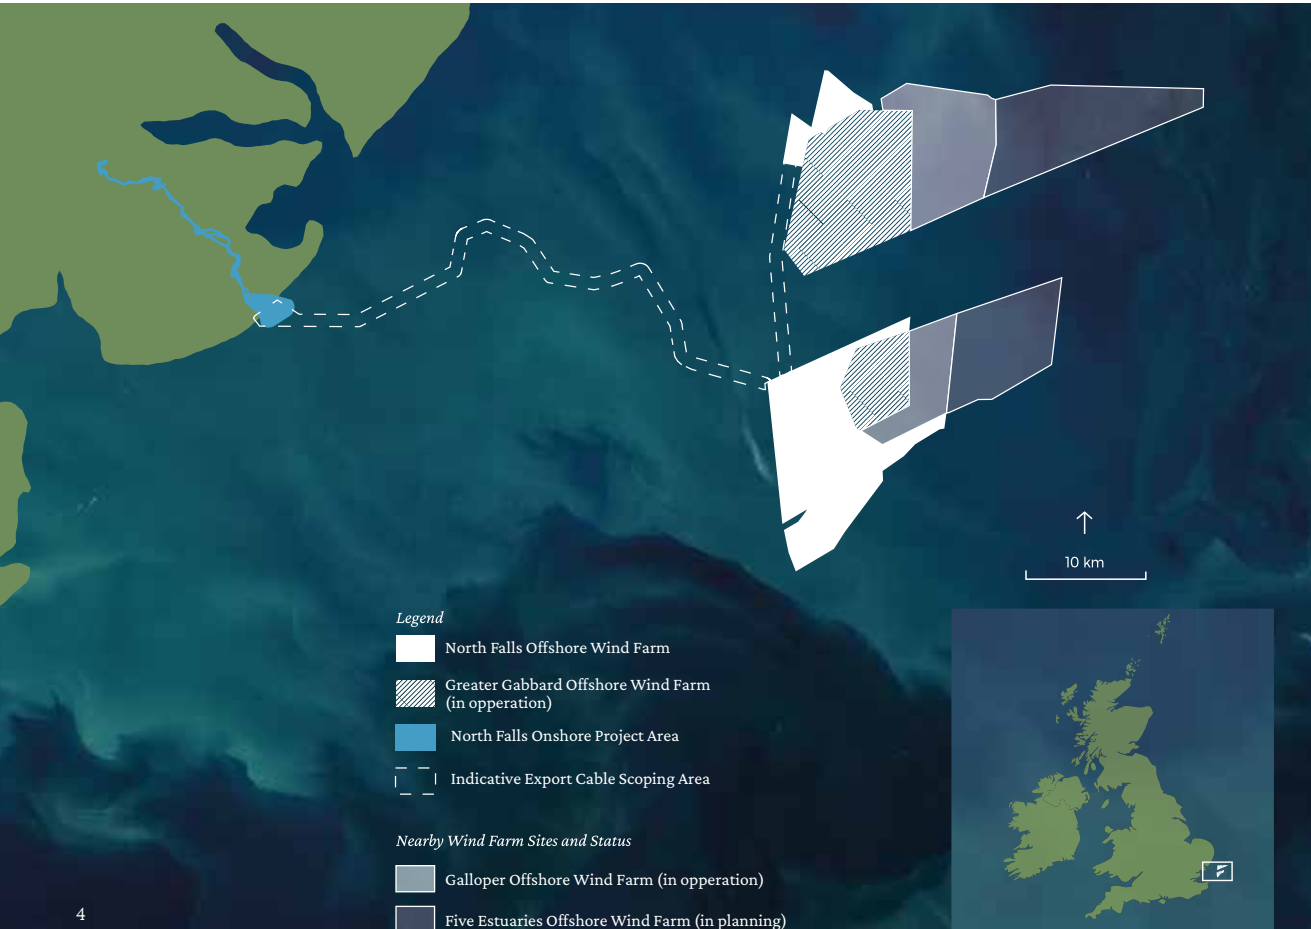 10 km
Legend
North Falls Offshore Wind Farm
Greater Gabbard Offshore Wind Farm
(in opperation)
North Falls Onshore Project Area
Indicative Export Cable Scoping Area
Nearby Wind Farm Sites and Status
Galloper Offshore Wind Farm (in opperation)
Five Estuaries Offshore Wind Farm (in planning)
4